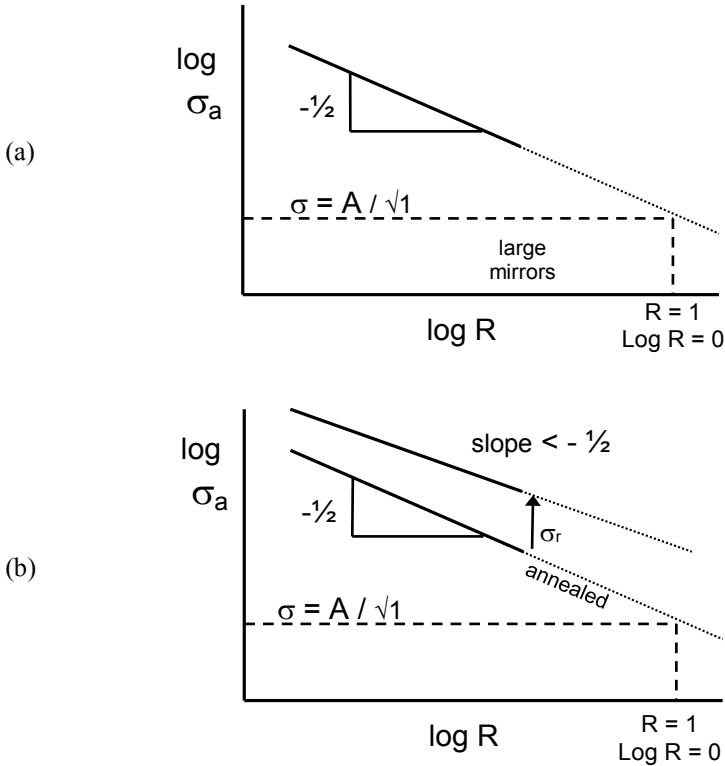 (a)
log
σa
-½
σ = A / √1
large
mirrors
log R
R = 1
Log R = 0
(b)
log
σa
slope < - ½
-½
σr
annealed
σ = A / √1
log R
R = 1
Log R = 0